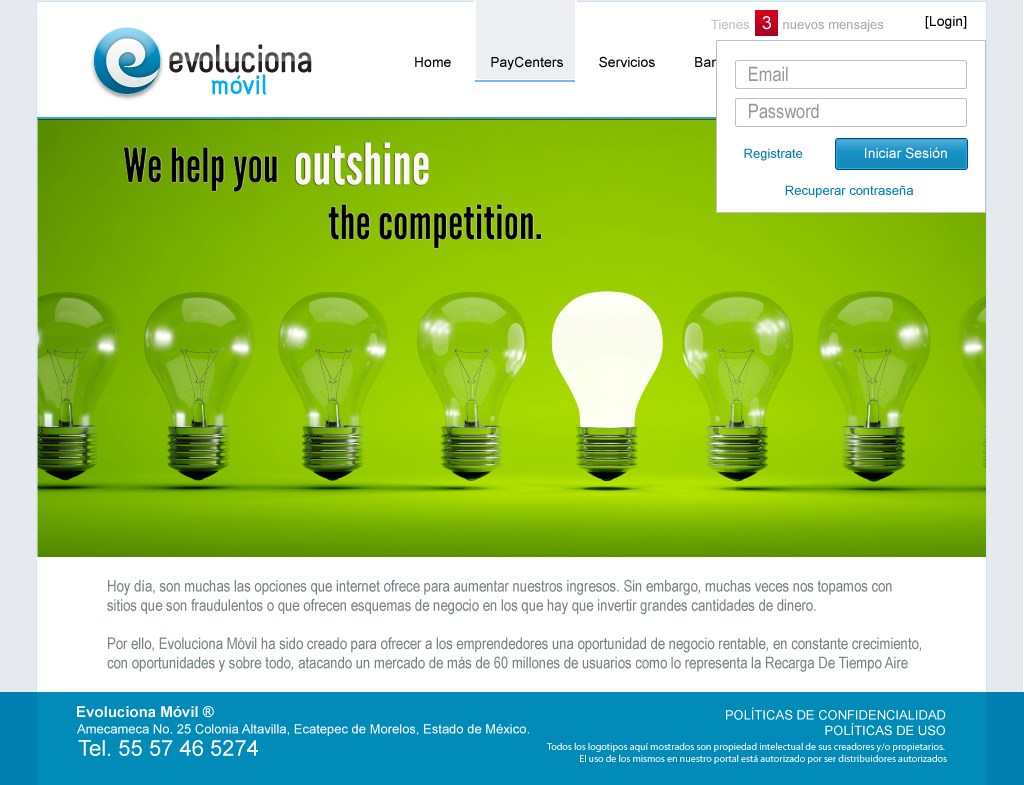 Tienes 3 nuevos mensajes [Login]
evoluciona
móvil
Home PayCenters Servicios Ban
Email
Password
Registrate Iniciar Sesión
Recuperar contraseña
We help you outshine
the competition.
Hoy dia, son muchas las opciones que internet ofrece para aumentar nuestros ingresos. Sin embargo, muchas veces nos topamos con
sitios que son fraudulentos o que ofrecen esquemas de negocio en los que hay que invertir grandes cantidades de dinero.
Por ello, Evoluciona Móvil ha sido creado para ofrecer a los emprendedores una oportunidad de negocio rentable, en constante crecimiento,
con oportunidades y sobre todo, atacando un mercado de más de 60 millones de usuarios como lo representa la Recarga De Tiempo Aire
Evoluciona Móvil ®
Amecameca No. 25 Colonia Altavilla, Ecatepec de Morelos, Estado de México.
Tel. 55 57 46 5274
POLÍTICAS DE CONFIDENCIALIDAD
POLÍTICAS DE USO
Todos los logotipos aquí mostrados son propiedad intelectual de sus creadores y/o propietarios.
El uso de los mismos en nuestro portal está autorizado por ser distribuidores autorizados